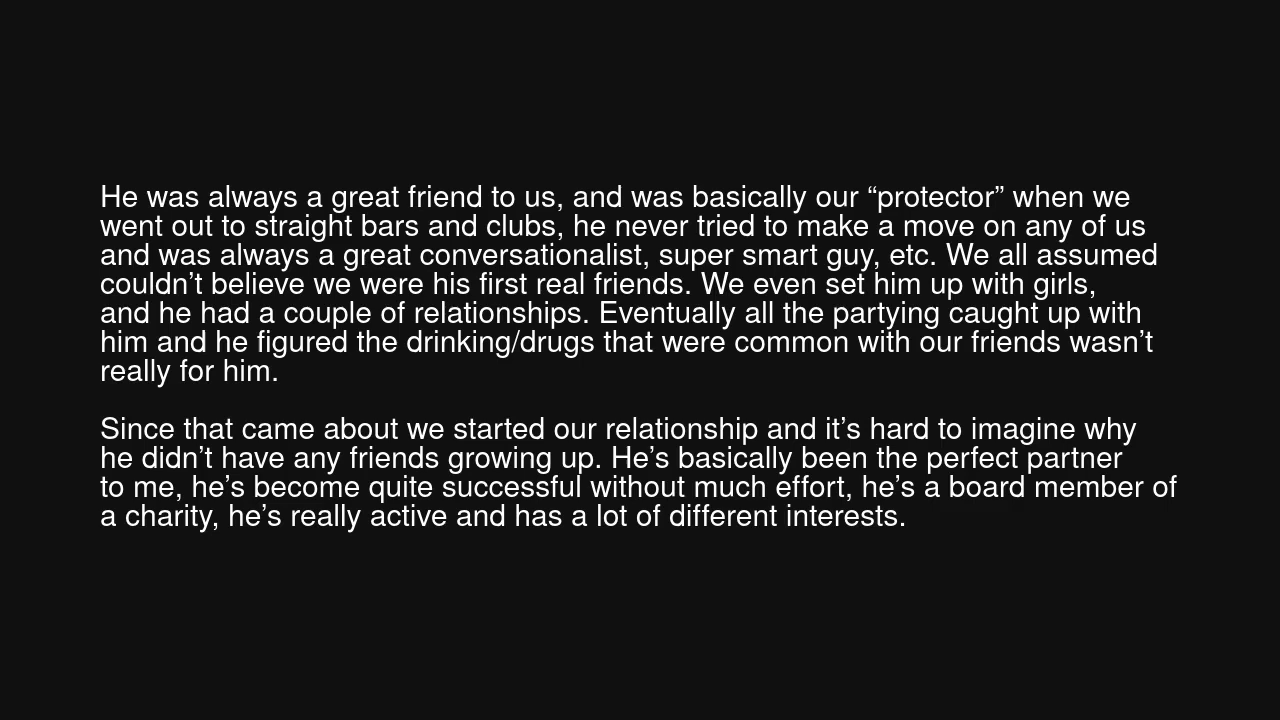 He was always a great friend to us, and was basically our “protector” when we
went out to straight bars and clubs, he never tried to make a move on any of us
and was always a great conversationalist, super smart guy, etc. We all assumed
couldn’t believe we were his first real friends. We even set him up with girls,
and he had a couple of relationships. Eventually all the partying caught up with
him and he figured the drinking/drugs that were common with our friends wasn’t
really for him.

Since that came about we started our relationship and it’s hard to imagine why
he didn’t have any friends growing up. He’s basically been the perfect partner
to me, he’s become quite successful without much effort, he’s a board member of
a charity, he’s really active and has a lot of different interests.